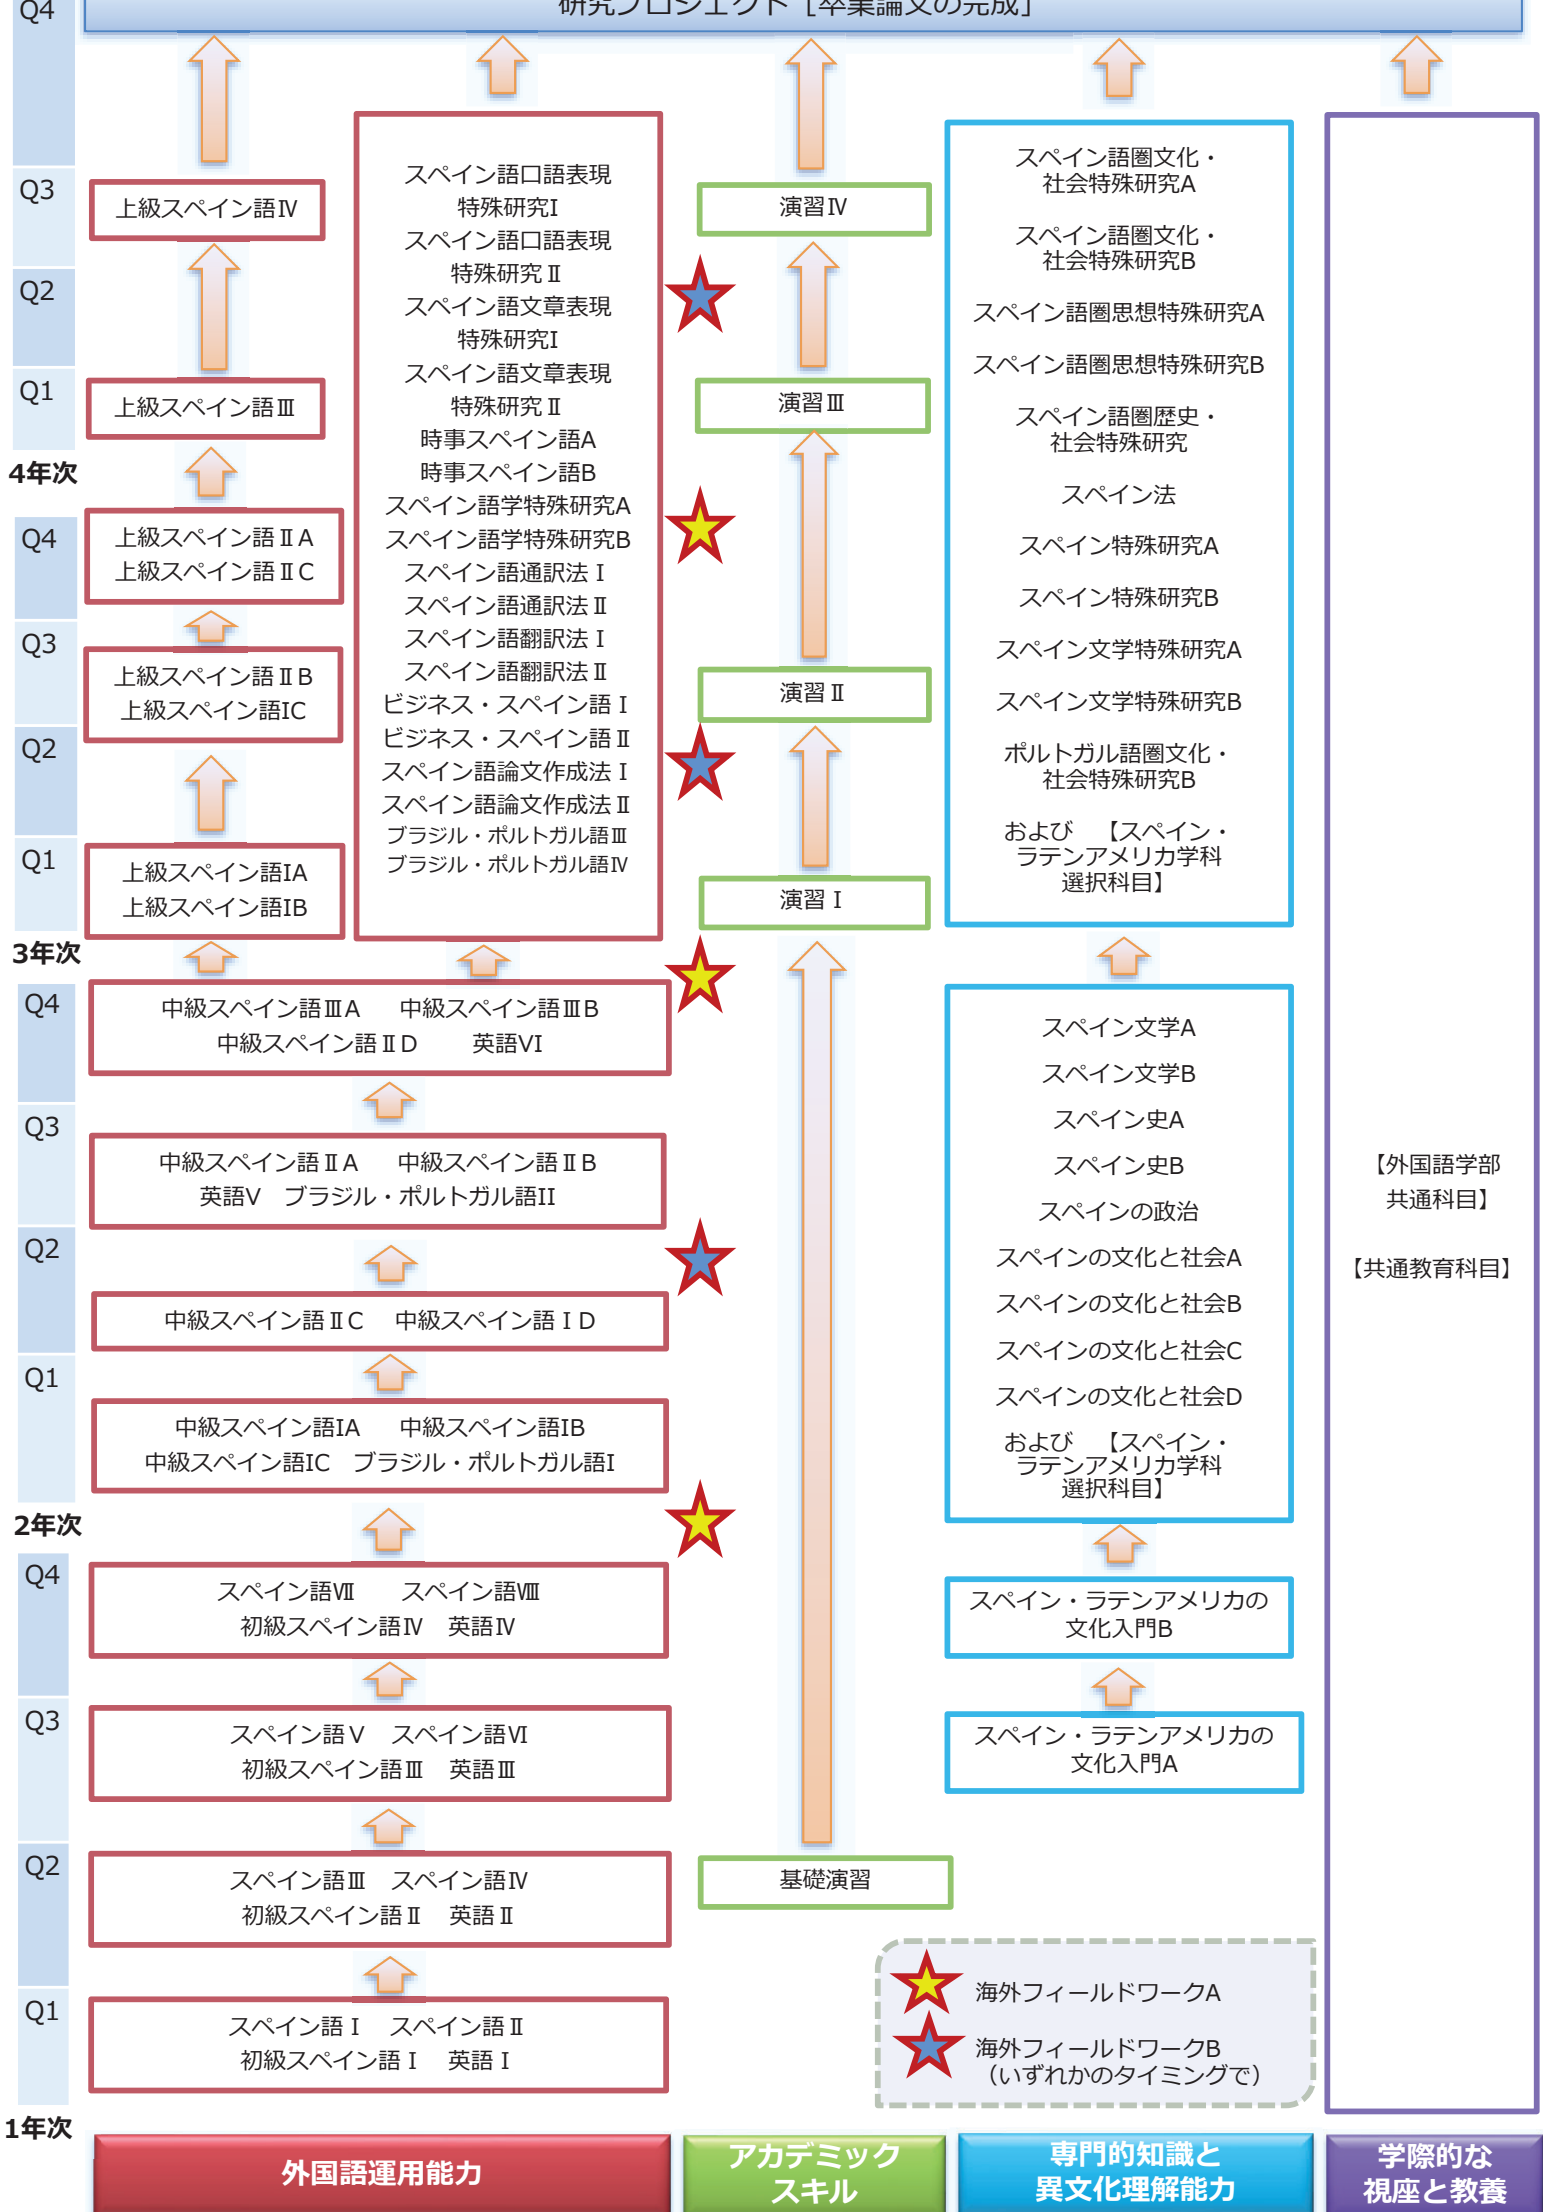 Q4
研究プロジェクト［卒業論文の完成］
Q3
上級スペイン語Ⅳ
Q2
Q1
上級スペイン語Ⅲ
4年次
Q4
上級スペイン語ⅡA
上級スペイン語ⅡC
Q3
上級スペイン語ⅡB
上級スペイン語IC
Q2
Q1
上級スペイン語IA
上級スペイン語IB
3年次
スペイン語口語表現
特殊研究I
スペイン語口語表現
特殊研究Ⅱ
スペイン語文章表現
特殊研究I
スペイン語文章表現
特殊研究Ⅱ
時事スペイン語A
時事スペイン語B
スペイン語学特殊研究A
スペイン語学特殊研究B
スペイン語通訳法Ⅰ
スペイン語通訳法Ⅱ
スペイン語翻訳法Ⅰ
スペイン語翻訳法Ⅱ
ビジネス・スペイン語Ⅰ
ビジネス・スペイン語Ⅱ
スペイン語論文作成法Ⅰ
スペイン語論文作成法Ⅱ
ブラジル・ポルトガル語Ⅲ
ブラジル・ポルトガル語Ⅳ
演習Ⅳ
演習Ⅲ
演習Ⅱ
演習Ⅰ
スペイン語圏文化・
社会特殊研究A
スペイン語圏文化・
社会特殊研究B
スペイン語圏思想特殊研究A
スペイン語圏思想特殊研究B
スペイン語圏歴史・
社会特殊研究
スペイン法
スペイン特殊研究A
スペイン特殊研究B
スペイン文学特殊研究A
スペイン文学特殊研究B
ポルトガル語圏文化・
社会特殊研究B
および　【スペイン・
ラテンアメリカ学科
選択科目】
Q4
中級スペイン語ⅢA　中級スペイン語ⅢB
中級スペイン語ⅡD　英語VI
Q3
中級スペイン語ⅡA　中級スペイン語ⅡB
英語V　ブラジル・ポルトガル語II
Q2
中級スペイン語ⅡC　中級スペイン語ⅠD
Q1
中級スペイン語IA　中級スペイン語IB
中級スペイン語IC　ブラジル・ポルトガル語I
2年次
スペイン文学A
スペイン文学B
スペイン史A
スペイン史B
スペインの政治
スペインの文化と社会A
スペインの文化と社会B
スペインの文化と社会C
スペインの文化と社会D
および　【スペイン・
ラテンアメリカ学科
選択科目】
【外国語学部
共通科目】
【共通教育科目】
Q4
スペイン語Ⅶ　スペイン語Ⅷ
初級スペイン語Ⅳ　英語Ⅳ
スペイン・ラテンアメリカの
文化入門B
Q3
スペイン語Ⅴ　スペイン語Ⅵ
初級スペイン語Ⅲ　英語Ⅲ
スペイン・ラテンアメリカの
文化入門A
Q2
スペイン語Ⅲ　スペイン語Ⅳ
初級スペイン語Ⅱ　英語Ⅱ
基礎演習
Q1
スペイン語Ⅰ　スペイン語Ⅱ
初級スペイン語Ⅰ　英語Ⅰ
1年次
海外フィールドワークA
海外フィールドワークB
（いずれかのタイミングで）
外国語運用能力
アカデミック
スキル
専門的知識と
異文化理解能力
学際的な
視座と教養